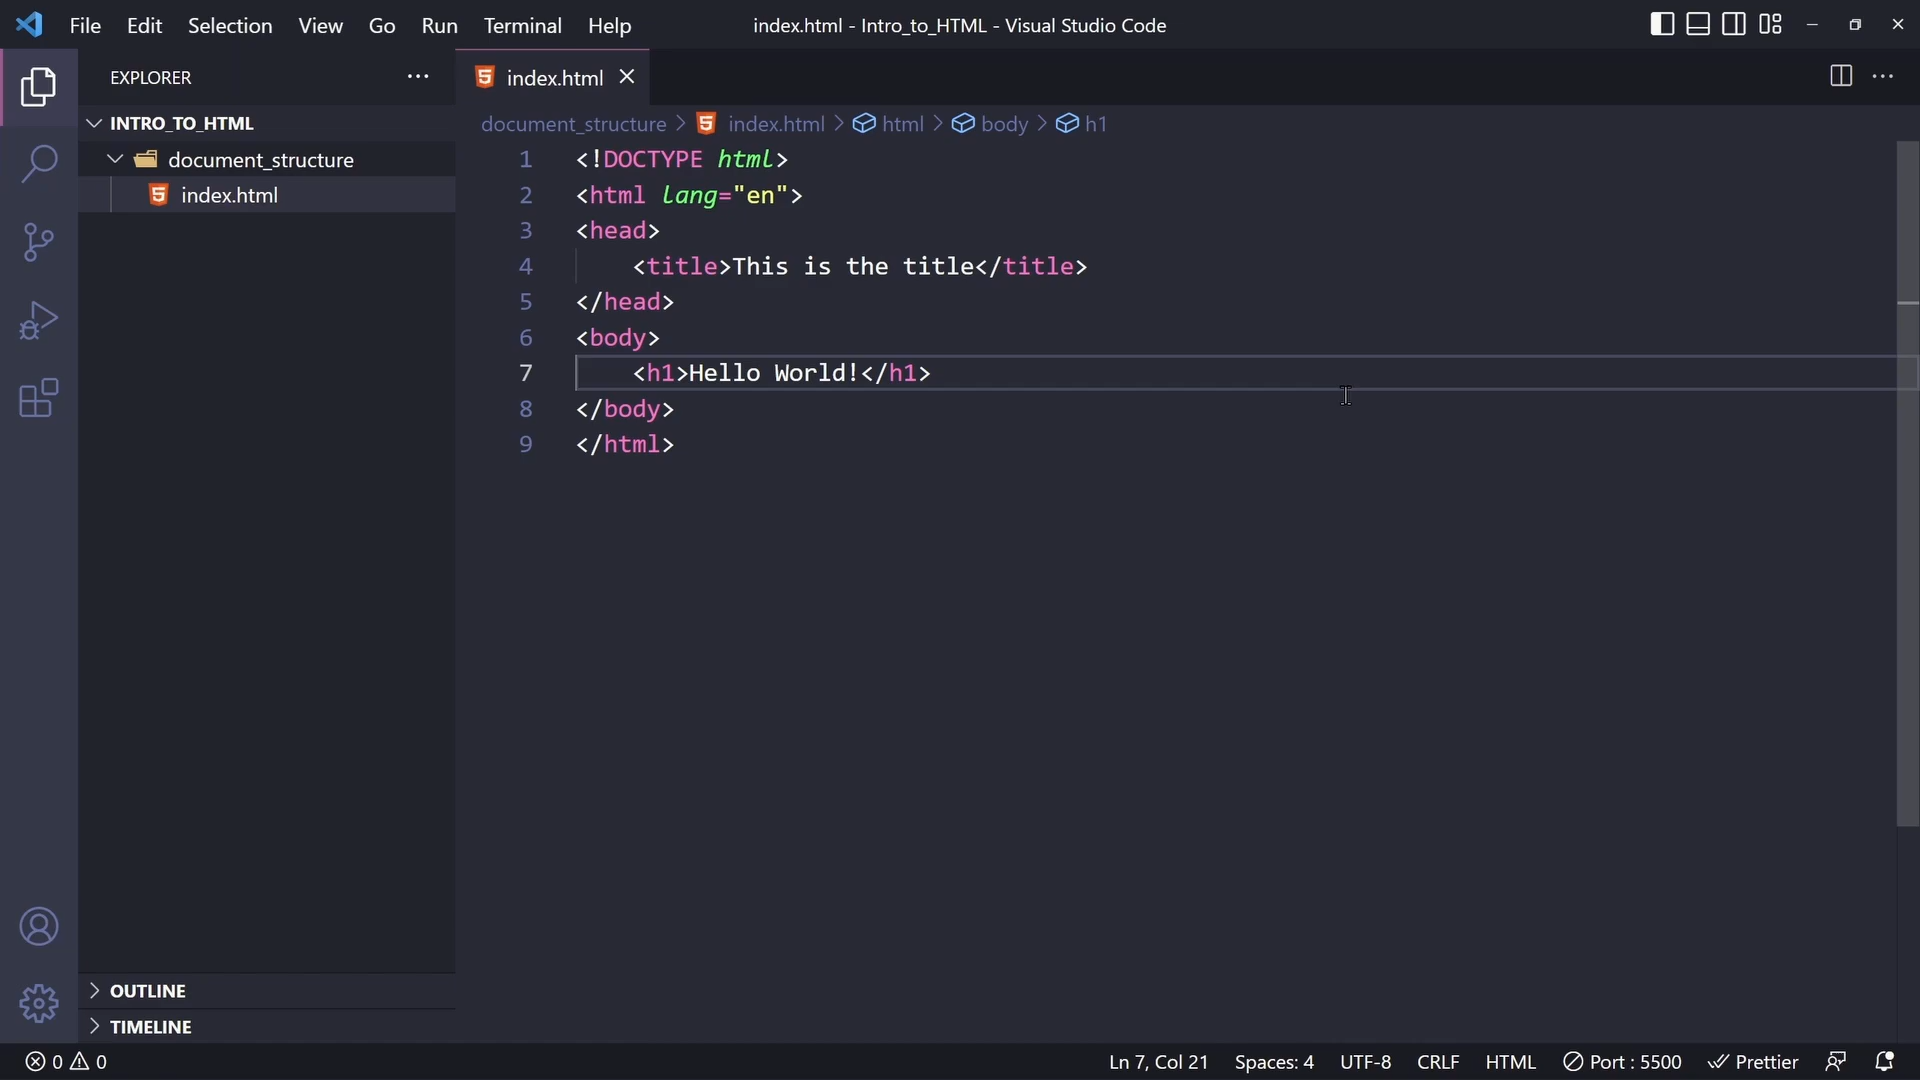 File Edit Selection View Go Run Terminal Help index.html - Intro_to_HTML - Visual Studio Code
EXPLORER
index.html
INTRO_TO_HTML
document_structure
index.html
document_structure > index.html > html > body > h1
1 <!DOCTYPE html>
2 <html lang="en">
3 <head>
4     <title>This is the title</title>
5 </head>
6 <body>
7     <h1>Hello World!</h1>
8 </body>
9 </html>
OUTLINE
TIMELINE
0 0 Ln 7, Col 21 Spaces: 4 UTF-8 CRLF HTML Port : 5500 Prettier